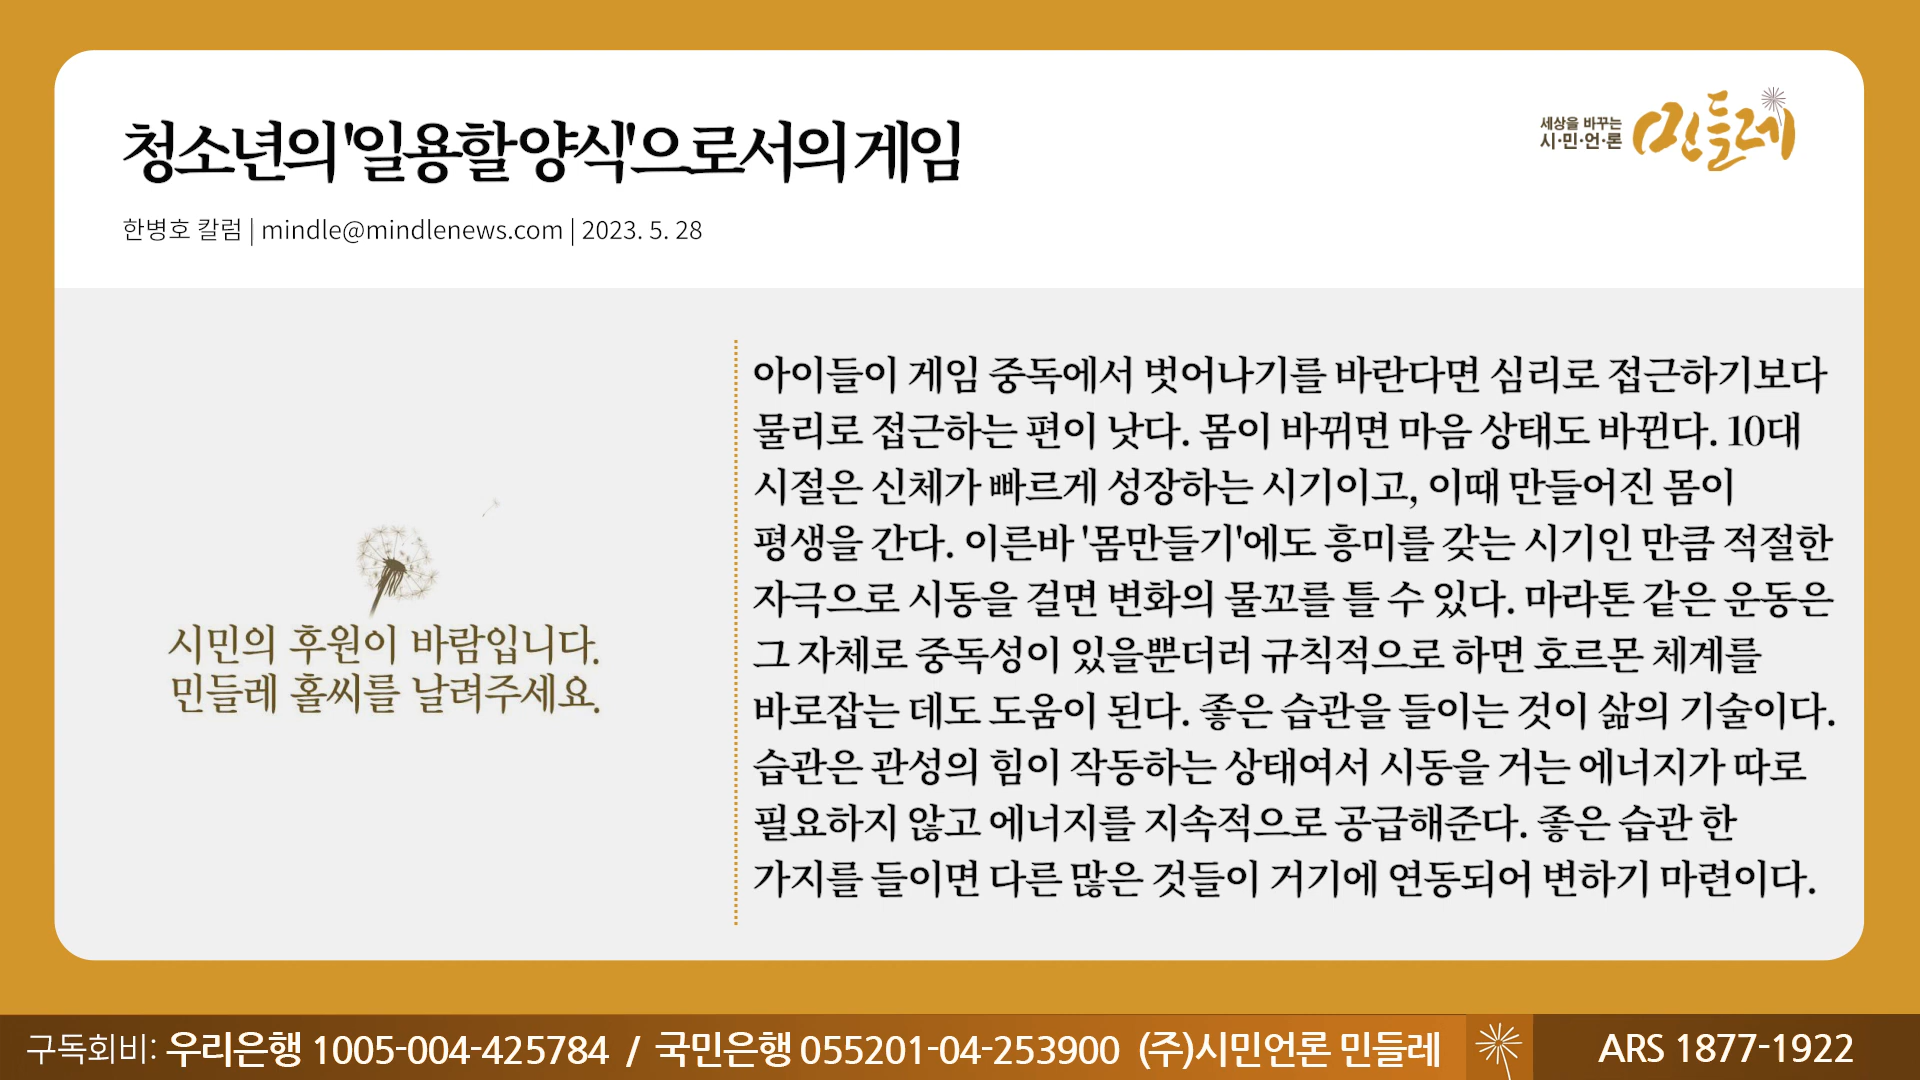 청소년의 '일용할 양식'으로서의 게임
세상을 바꾸는
시·민·언·론
민들레
한병호 칼럼 | mindle@mindlenews.com | 2023. 5. 28
시민의 후원이 바람입니다.
민들레 홀씨를 날려주세요.
아이들이 게임 중독에서 벗어나기를 바란다면 심리로 접근하기보다
물리로 접근하는 편이 낫다. 몸이 바뀌면 마음 상태도 바뀐다. 10대
시절은 신체가 빠르게 성장하는 시기이고, 이때 만들어진 몸이
평생을 간다. 이른바 '몸만들기'에도 흥미를 갖는 시기인 만큼 적절한
자극으로 시동을 걸면 변화의 물꼬를 틀 수 있다. 마라톤 같은 운동은
그 자체로 중독성이 있을뿐더러 규칙적으로 하면 호르몬 체계를
바로잡는 데도 도움이 된다. 좋은 습관을 들이는 것이 삶의 기술이다.
습관은 관성의 힘이 작동하는 상태여서 시동을 거는 에너지가 따로
필요하지 않고 에너지를 지속적으로 공급해준다. 좋은 습관 한
가지를 들이면 다른 많은 것들이 거기에 연동되어 변하기 마련이다.
구독회비: 우리은행 1005-004-425784 / 국민은행 055201-04-253900 (주)시민언론 민들레
ARS 1877-1922